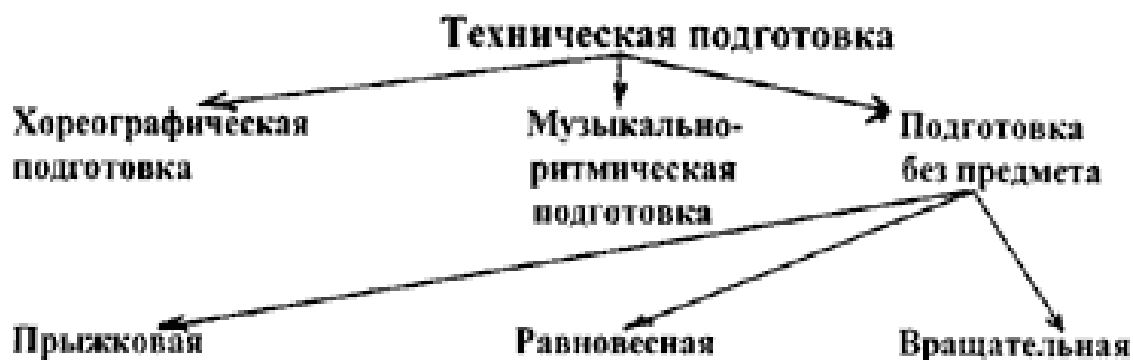 Техническая подготовка
Хореографическая
подготовка
Музыкально-
ритмическая
подготовка
Подготовка
без предмета
Прыжковая
Равновесная
Вращательная